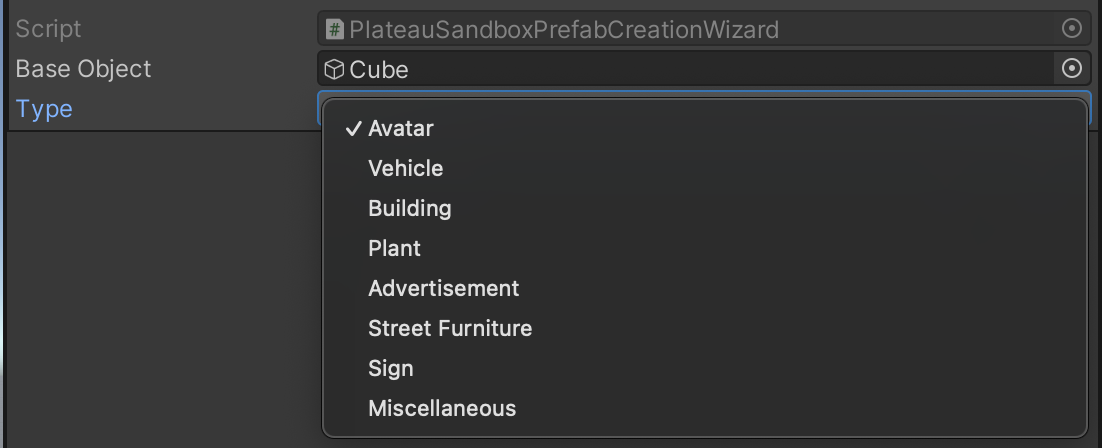 Script
PlateauSandboxPrefabCreationWizard
Base Object
Cube
Type
Avatar
Vehicle
Building
Plant
Advertisement
Street Furniture
Sign
Miscellaneous